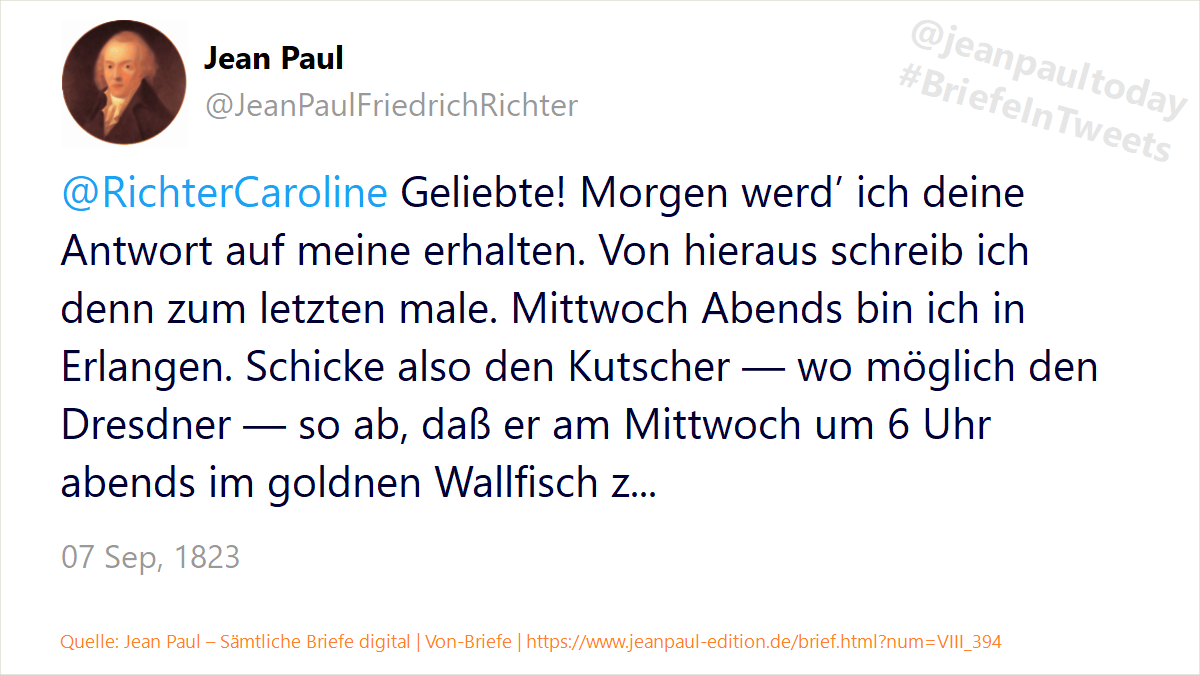 Jean Paul
@JeanPaulFriedrichRichter
@jeanpaultoday
#BriefeInTweets
@RichterCaroline Geliebte! Morgen werd’ ich deine
Antwort auf meine erhalten. Von hieraus schreib ich
denn zum letzten male. Mittwoch Abends bin ich in
Erlangen. Schicke also den Kutscher — wo möglich den
Dresdner — so ab, daß er am Mittwoch um 6 Uhr
abends im goldnen Wallfisch z...
07 Sep, 1823
Quelle: Jean Paul – Sämtliche Briefe digital | Von-Briefe | https://www.jeanpaul-edition.de/brief.html?num=VIII_394